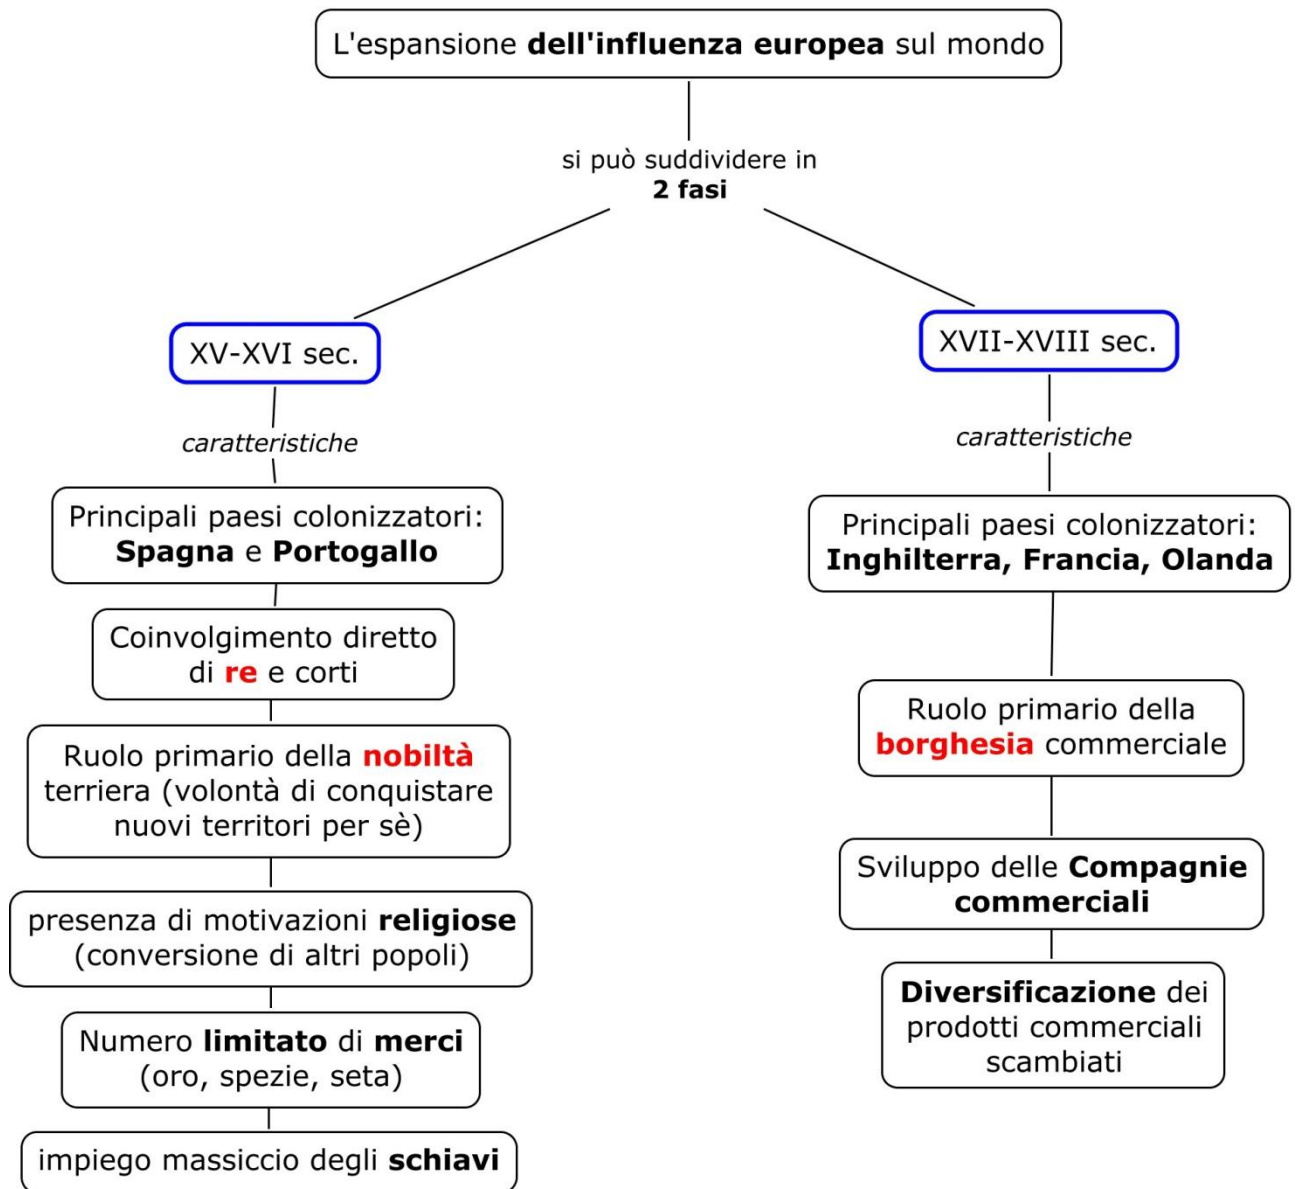 L'espansione dell'influenza europea sul mondo
si può suddividere in
2 fasi
XV-XVI sec.
caratteristiche
Principali paesi colonizzatori:
Spagna e Portogallo
Coinvolgimento diretto
di re e corti
Ruolo primario della nobiltà
terriera (volontà di conquistare
nuovi territori per sè)
presenza di motivazioni religiose
(conversione di altri popoli)
Numero limitato di merci
(oro, spezie, seta)
impiego massiccio degli schiavi
XVII-XVIII sec.
caratteristiche
Principali paesi colonizzatori:
Inghilterra, Francia, Olanda
Ruolo primario della
borghesia commerciale
Sviluppo delle Compagnie
commerciali
Diversificazione dei
prodotti commerciali
scambiati